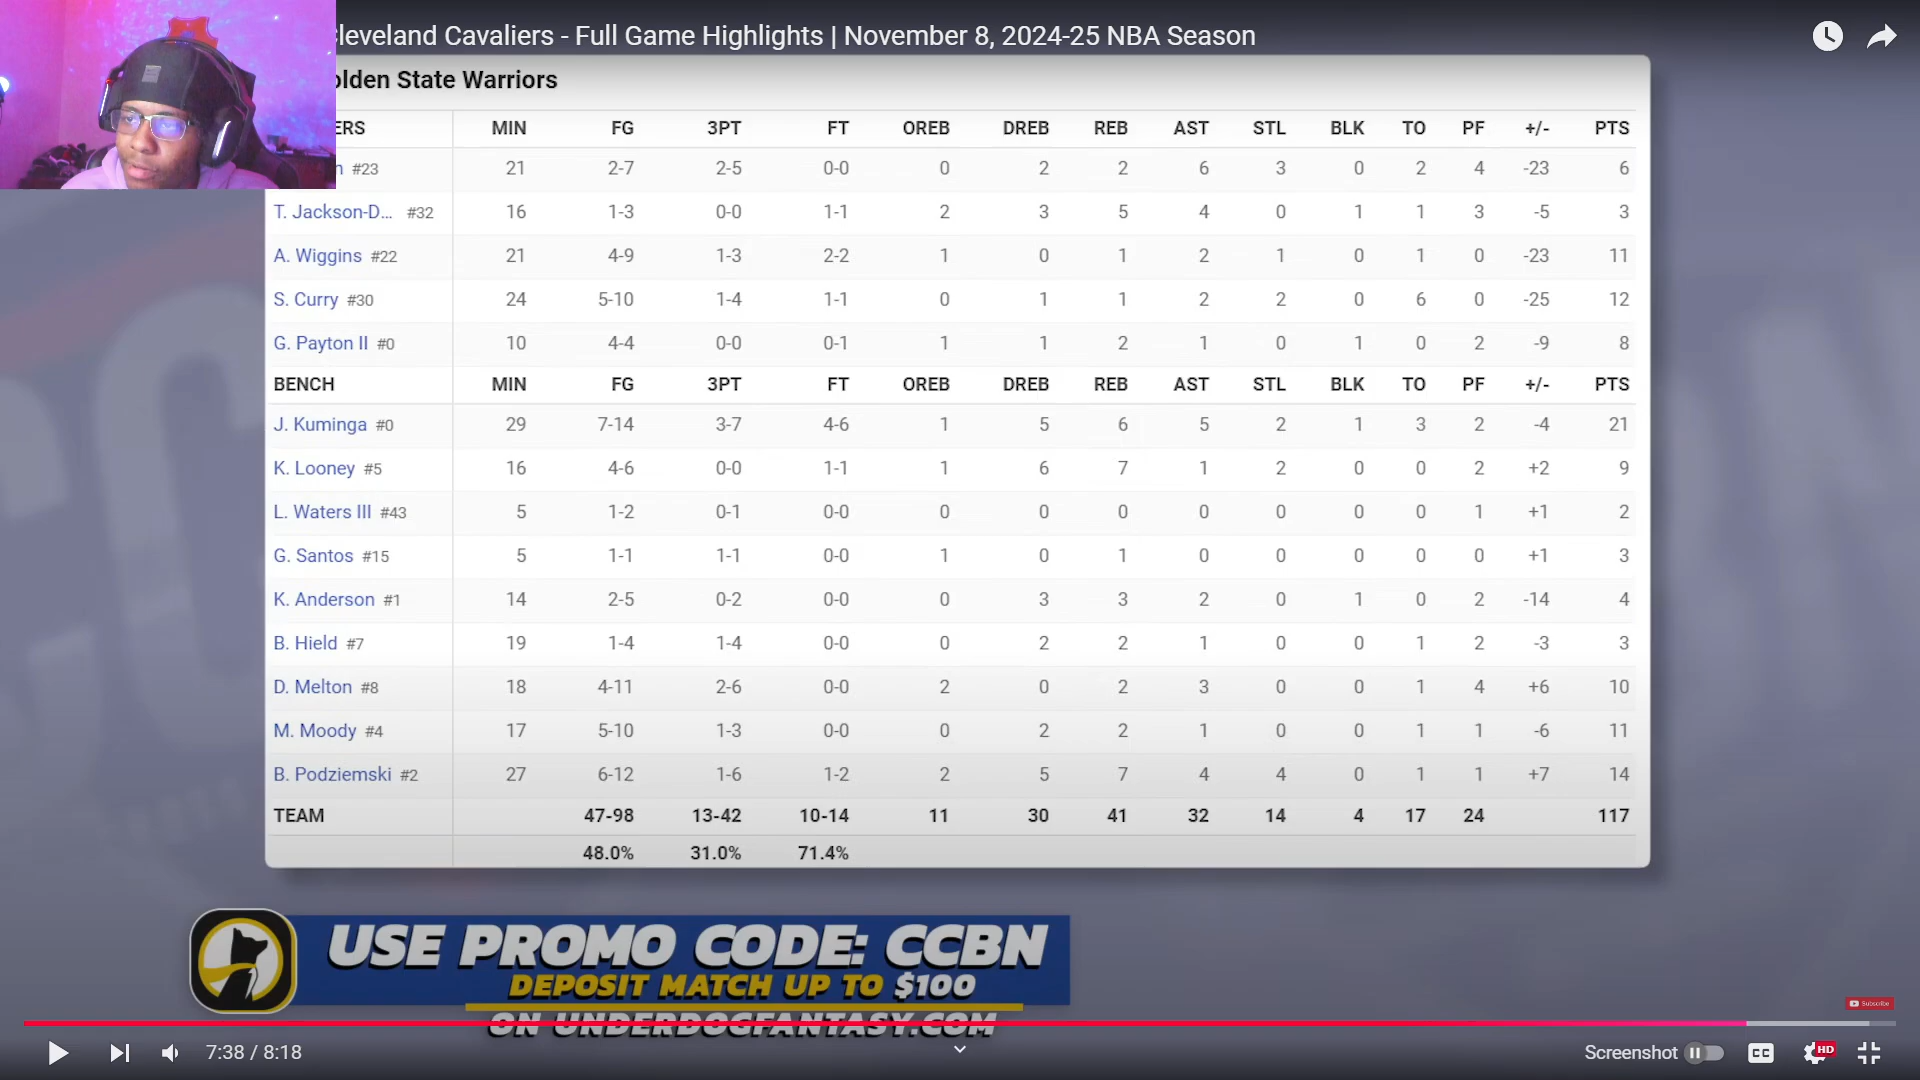 leveland Cavaliers - Full Game Highlights | November 8, 2024-25 NBA Season
olden State Warriors
ERS MIN FG 3PT FT OREB DREB REB AST STL BLK TO PF +/- PTS
n #23 21 2-7 2-5 0-0 0 2 2 6 3 0 2 4 -23 6
T. Jackson-D... #32 16 1-3 0-0 1-1 2 3 5 4 0 1 1 3 -5 3
A. Wiggins #22 21 4-9 1-3 2-2 1 0 1 2 1 0 1 0 -23 11
S. Curry #30 24 5-10 1-4 1-1 0 1 1 2 2 0 6 0 -25 12
G. Payton II #0 10 4-4 0-0 0-1 1 1 2 1 0 1 0 2 -9 8
BENCH MIN FG 3PT FT OREB DREB REB AST STL BLK TO PF +/- PTS
J. Kuminga #0 29 7-14 3-7 4-6 1 5 6 5 2 1 3 2 -4 21
K. Looney #5 16 4-6 0-0 1-1 1 6 7 1 2 0 0 2 +2 9
L. Waters III #43 5 1-2 0-1 0-0 0 0 0 0 0 0 0 1 +1 2
G. Santos #15 5 1-1 1-1 0-0 1 0 1 0 0 0 0 0 +1 3
K. Anderson #1 14 2-5 0-2 0-0 0 3 3 2 0 1 0 2 -14 4
B. Hield #7 19 1-4 1-4 0-0 0 2 2 1 0 0 1 2 -3 3
D. Melton #8 18 4-11 2-6 0-0 2 0 2 3 0 0 1 4 +6 10
M. Moody #4 17 5-10 1-3 0-0 0 2 2 1 0 0 1 1 -6 11
B. Podziemski #2 27 6-12 1-6 1-2 2 5 7 4 4 0 1 1 +7 14
TEAM 47-98 13-42 10-14 11 30 41 32 14 4 17 24 117
48.0% 31.0% 71.4%
USE PROMO CODE: CCBN
DEPOSIT MATCH UP TO $100
ON UNDERDOGFANTASY.COM
Subscribe
7:38 / 8:18
Screenshot
CC
HD